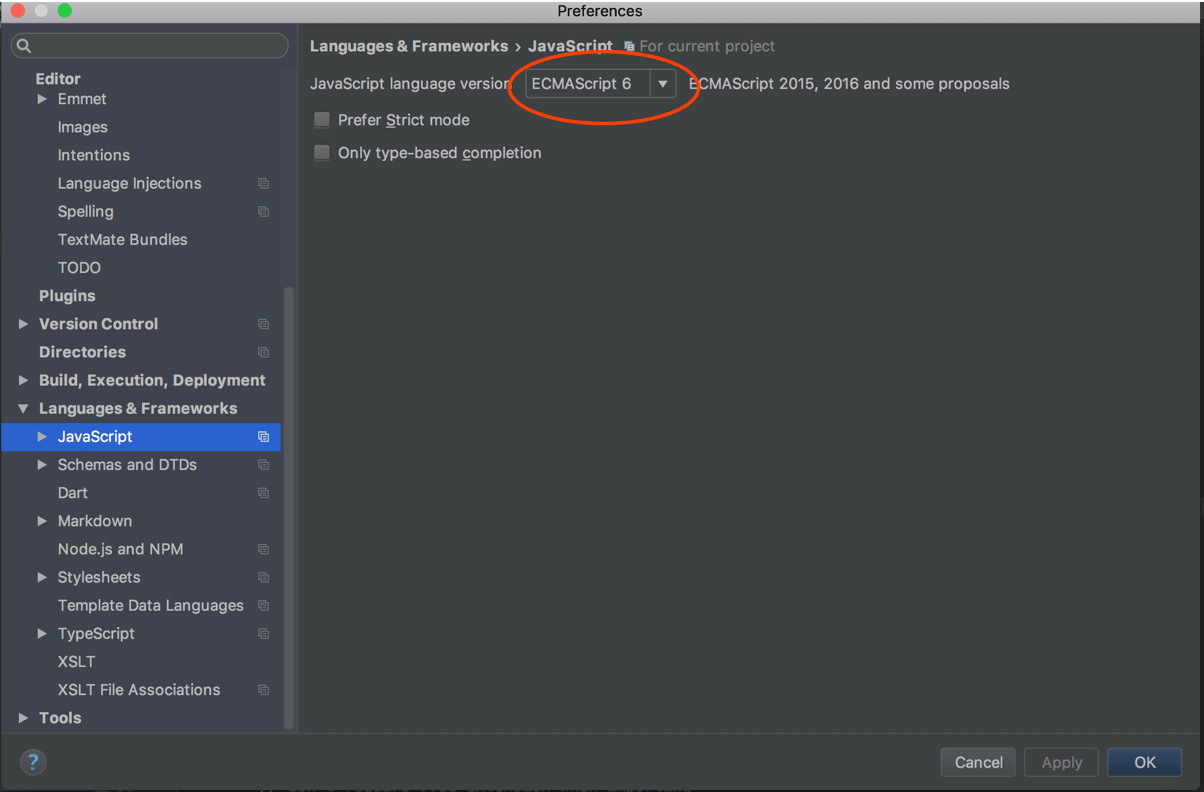 Preferences
Languages & Frameworks › JavaScript For current project
JavaScript language version ECMAScript 6 ECMAScript 2015, 2016 and some proposals
Prefer Strict mode
Only type-based completion
Editor
Emmet
Images
Intentions
Language Injections
Spelling
TextMate Bundles
TODO
Plugins
Version Control
Directories
Build, Execution, Deployment
Languages & Frameworks
JavaScript
Schemas and DTDs
Dart
Markdown
Node.js and NPM
Stylesheets
Template Data Languages
TypeScript
XSLT
XSLT File Associations
Tools
?
Cancel Apply OK